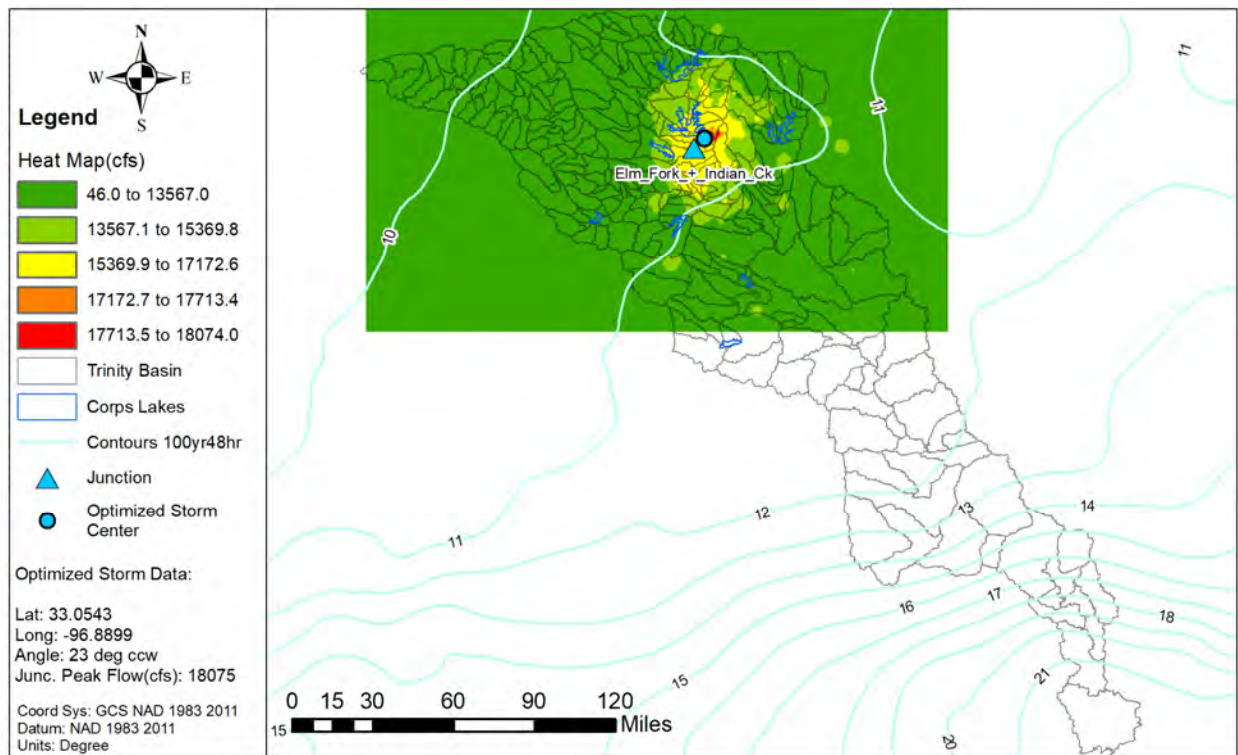 N
W E
S
Legend
Heat Map(cfs)
46.0 to 13567.0
13567.1 to 15369.8
15369.9 to 17172.6
17172.7 to 17713.4
17713.5 to 18074.0
Trinity Basin
Corps Lakes
Contours 100yr48hr
Junction
Optimized Storm
Center
Optimized Storm Data:
Lat: 33.0543
Long: -96.8899
Angle: 23 deg ccw
Junc. Peak Flow(cfs): 18075
Coord Sys: GCS NAD 1983 2011
Datum: NAD 1983 2011
Units: Degree
11
11
Elm_Fork_+_Indian_Ck
10
12
13
14
11
16
17
18
15
21
20
15
0 15 30 60 90 120
Miles